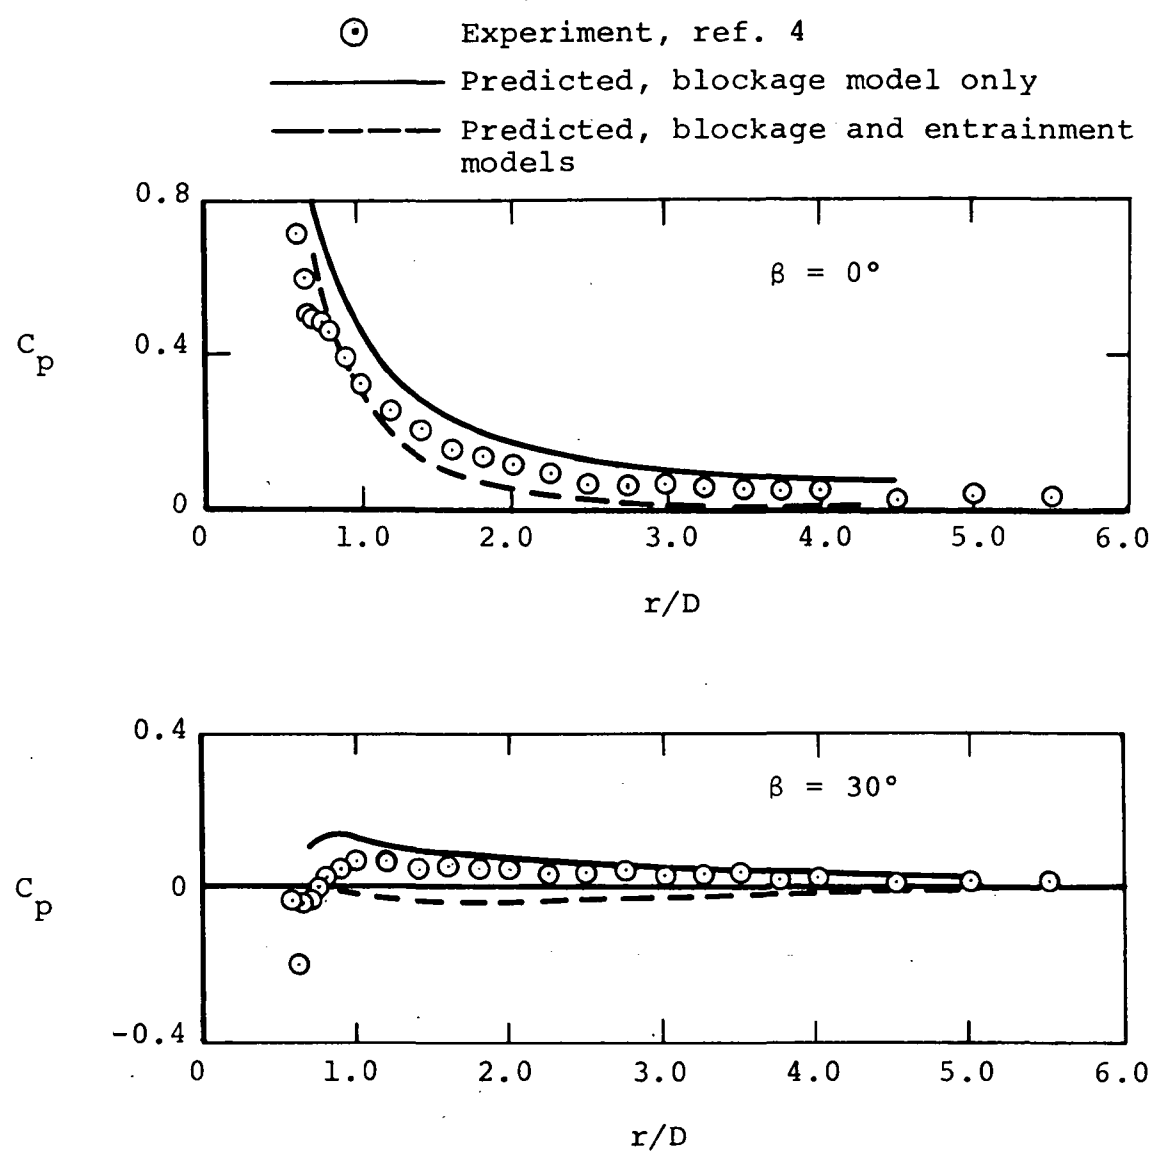 Experiment, ref. 4
Predicted, blockage model only
Predicted, blockage and entrainment
models
0.8
β = 0°
Cp
0.4
0
0 1.0 2.0 3.0 4.0 5.0 6.0
r/D
0.4
β = 30°
Cp
0
-0.4
0 1.0 2.0 3.0 4.0 5.0 6.0
r/D